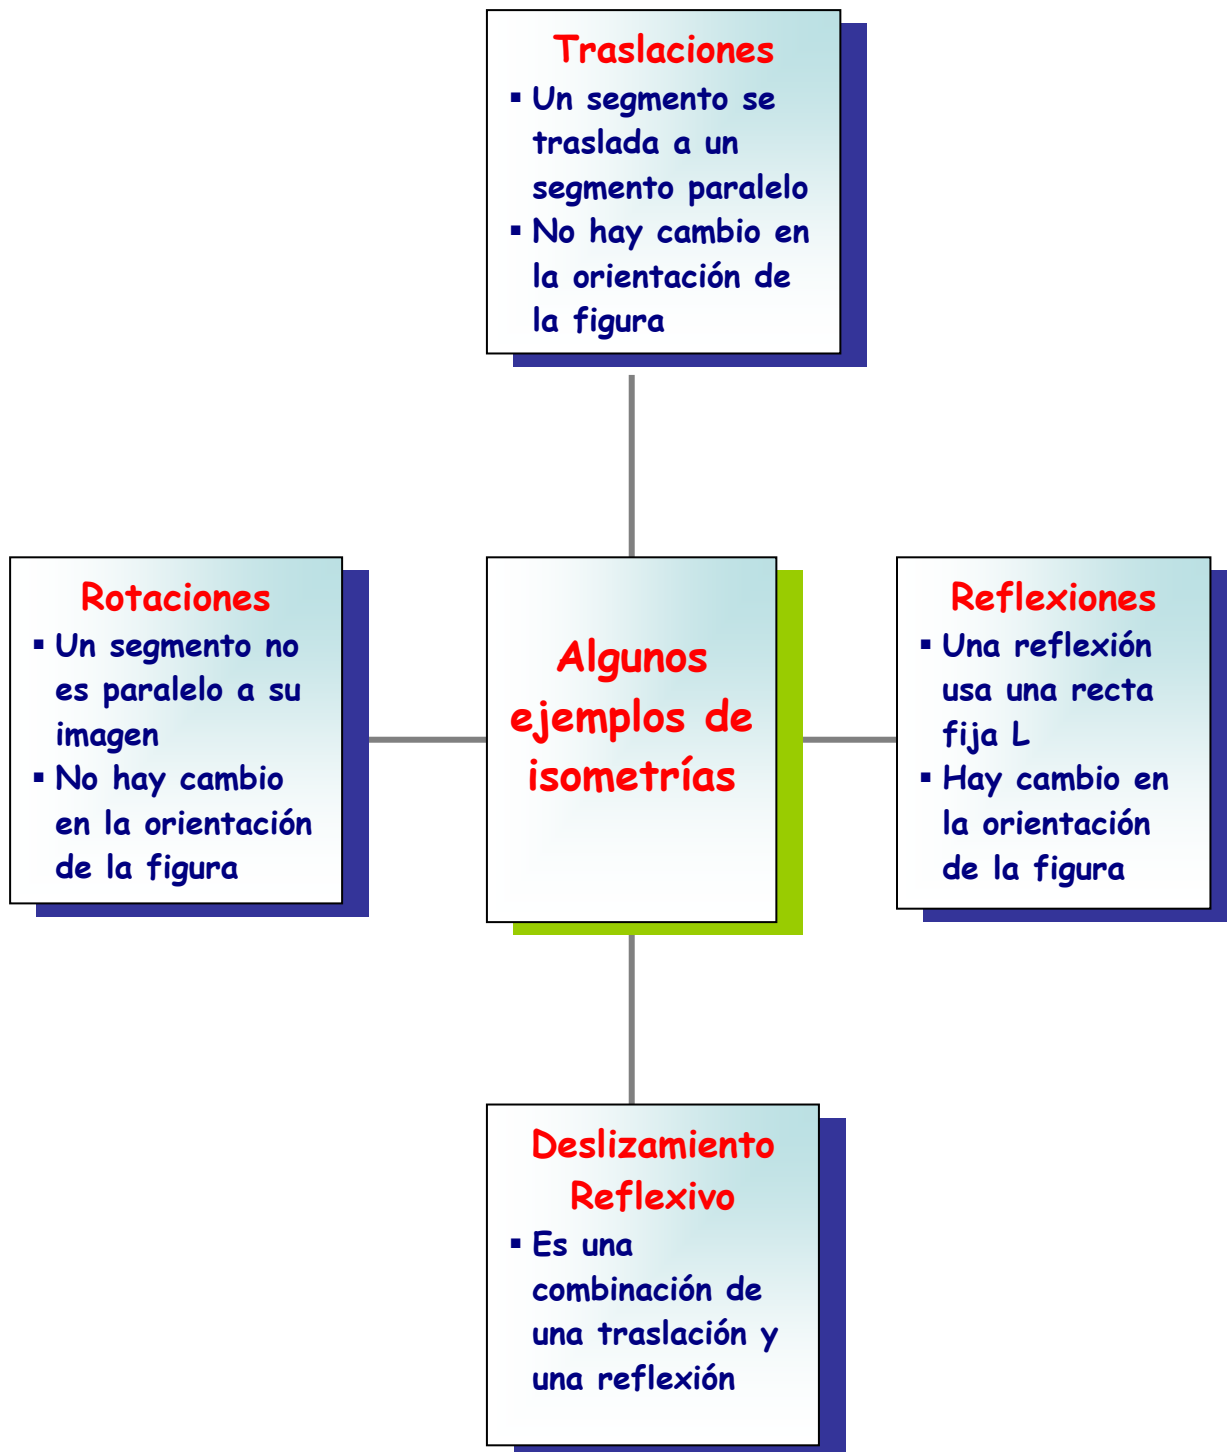 Traslaciones
▪ Un segmento se
traslada a un
segmento paralelo
▪ No hay cambio en
la orientación de
la figura
Rotaciones
▪ Un segmento no
es paralelo a su
imagen
▪ No hay cambio
en la orientación
de la figura
Algunos
ejemplos de
isometrías
Reflexiones
▪ Una reflexión
usa una recta
fija L
▪ Hay cambio en
la orientación
de la figura
Deslizamiento
Reflexivo
▪ Es una
combinación de
una traslación y
una reflexión